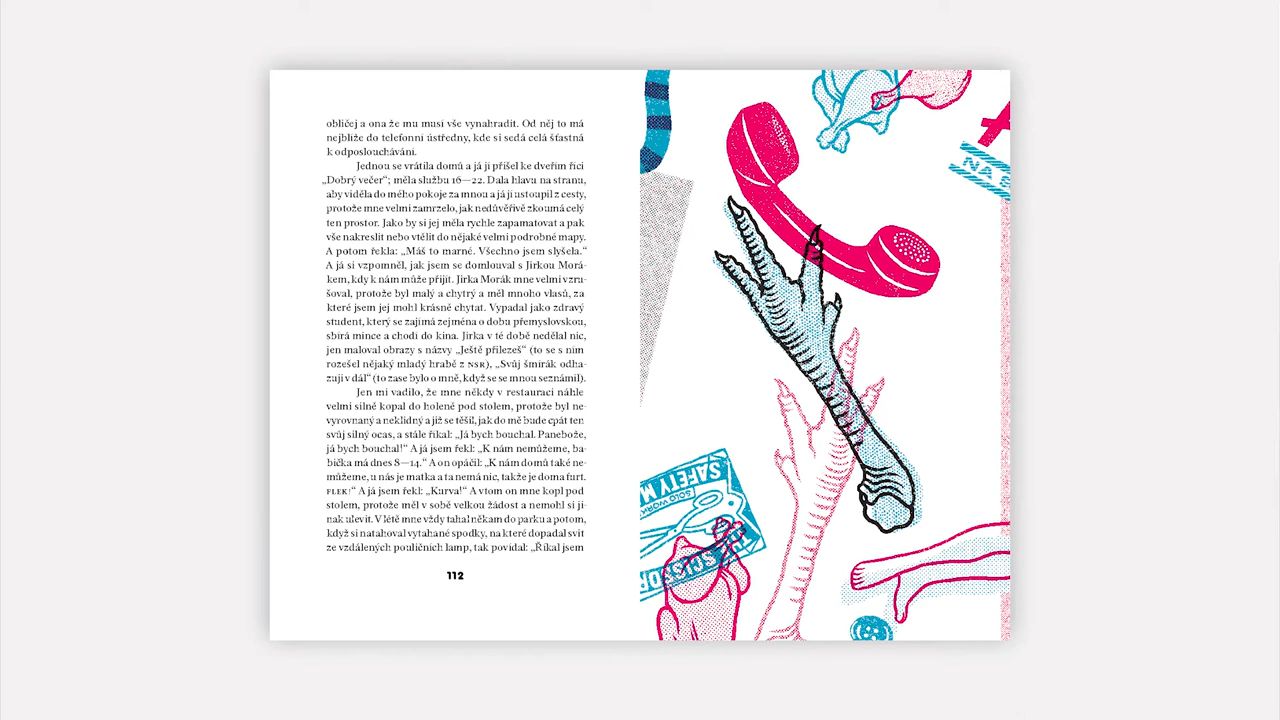 obličej a ona že mu musí vše vynahradit. Od něj to má
nejblíže do telefonní ústředny, kde si sedá celá šťastná
k odposlouchávání.
Jednou se vrátila domů a já jí přišel ke dveřím říci
„Dobrý večer“; měla službu 16—22. Dala hlavu na stranu,
aby viděla do mého pokoje za mnou a já jí ustoupil z cesty,
protože mne velmi zamrzelo, jak nedůvěřivě zkoumá celý
ten prostor. Jako by si jej měla rychle zapamatovat a pak
vše nakreslit nebo vtělit do nějaké velmi podrobné mapy.
A potom řekla: „Máš to marné. Všechno jsem slyšela.“
A já si vzpomněl, jak jsem se domlouval s Jirkou Morá-
kem, kdy k nám může přijít. Jirka Morák mne velmi vzru-
šoval, protože byl malý a chytrý a měl mnoho vlasů, za
které jsem jej mohl krásně chytat. Vypadal jako zdravý
student, který se zajímá zejména o dobu přemyslovskou,
sbírá mince a chodí do kina. Jirka v té době nedělal nic,
jen maloval obrazy s názvy „Ještě přilezeš“ (to se s ním
rozešel nějaký mladý hrabě z NSR), „Svůj šmirák odha-
zuji v dál“ (to zase bylo o mně, když se se mnou seznámil).
Jen mi vadilo, že mne někdy v restauraci náhle
velmi silně kopal do holeně pod stolem, protože byl ne-
vyrovnaný a neklidný a již se těšil, jak do mě bude cpát ten
svůj silný ocas, a stále říkal: „Já bych bouchal. Panebože,
já bych bouchal!“ A já jsem řekl: „K nám nemůžeme, ba-
bička má dnes 8—14.“ A on opáčil: „K nám domů také ne-
můžeme, u nás je matka a ta nemá nic, takže je doma furt.
FLEK!“ A já jsem řekl: „Kurva!“ A vtom on mne kopl pod
stolem, protože měl v sobě velkou žádost a nemohl si ji-
nak ulevit. V létě mne vždy tahal někam do parku a potom,
když si natahoval vytahané spodky, na které dopadal svit
ze vzdálených pouličních lamp, tak povídal: „Říkal jsem
112
SAFETY M
SOLO WORK
SCISSOR